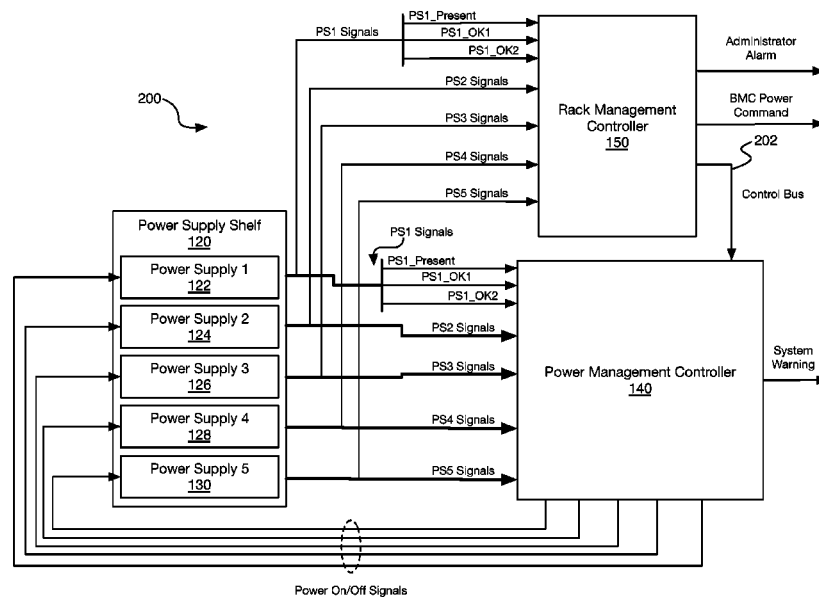 PS1_Present
PS1 Signals
PS1_OK1
PS1_OK2
Administrator
Alarm
200
PS2 Signals
BMC Power
Command
Rack Management
Controller
150
PS3 Signals
202
PS4 Signals
Control Bus
PS5 Signals
Power Supply Shelf
120
PS1 Signals
Power Supply 1
122
PS1_Present
PS1_OK1
PS1_OK2
Power Supply 2
124
PS2 Signals
System
Warning
Power Supply 3
126
PS3 Signals
Power Management Controller
140
Power Supply 4
128
PS4 Signals
Power Supply 5
130
PS5 Signals
Power On/Off Signals